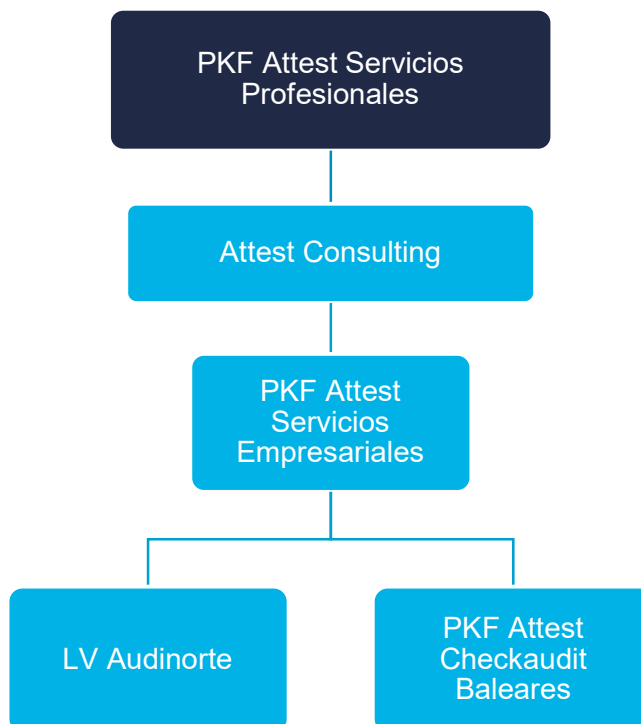 PKF Attest Servicios
Profesionales
Attest Consulting
PKF Attest
Servicios
Empresariales
LV Audinorte
PKF Attest
Checkaudit
Baleares